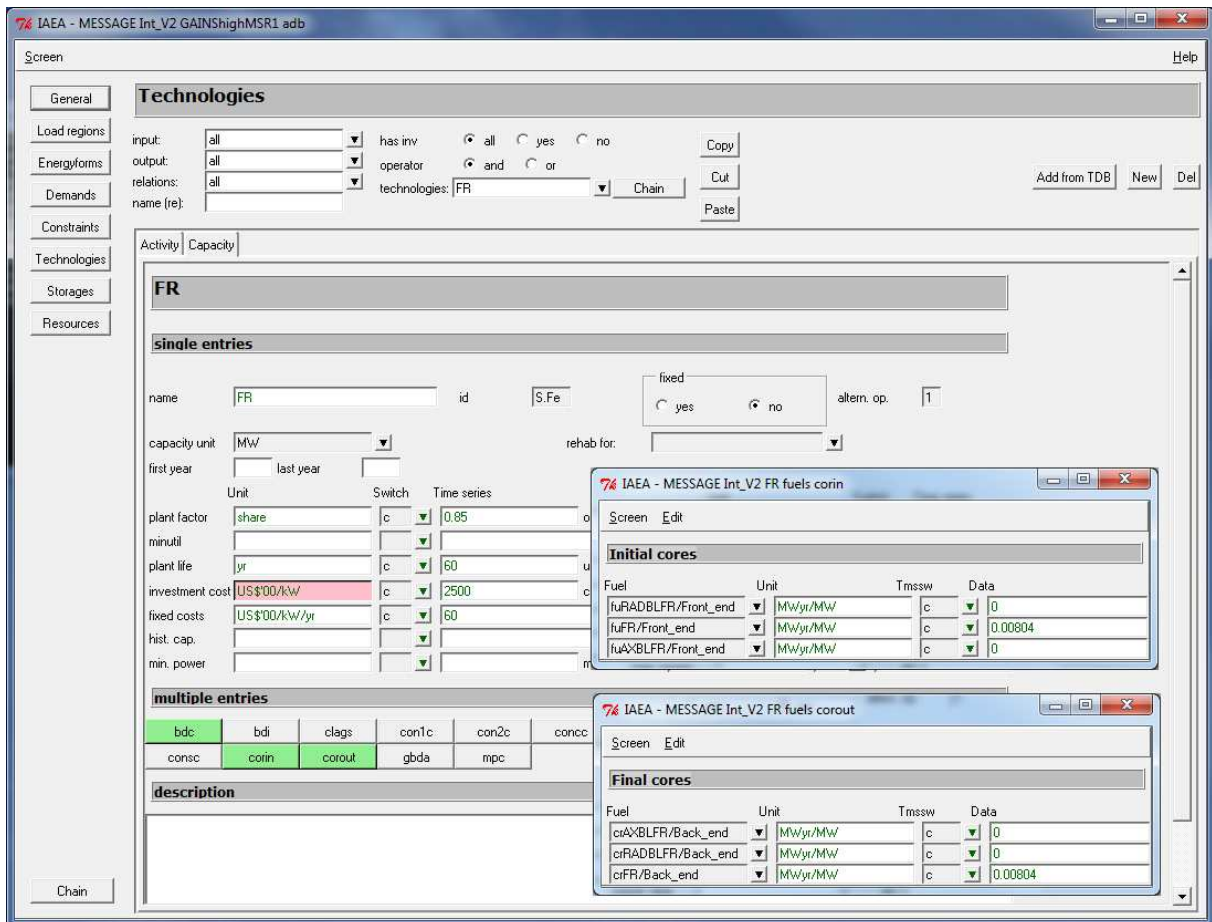 IAEA - MESSAGE Int_V2 GAINShighMSR1 adb
Screen Help
General
Load regions
Energyforms
Demands
Constraints
Technologies
Storages
Resources
Chain
Technologies
input: all has inv all yes no Copy
output: all operator and or
relations: all technologies: FR Chain Cut Add from TDB New Del
name (re): Paste
Activity Capacity
FR
single entries
name FR id S.Fe fixed yes no altern. op. 1
capacity unit MW rehab for:
first year last year
Unit Switch Time series
plant factor share c 0.85
minutil
plant life yr c 60
investment cost US$'00/kW c 2500
fixed costs US$'00/kW/yr c 60
hist. cap.
min. power
multiple entries
bdc bdi clags con1c con2c concc
consc corin corout gbda mpc
description
IAEA - MESSAGE Int_V2 FR fuels corin
Screen Edit
Initial cores
Fuel Unit Tmssw Data
fuRADBLFR/Front_end MWyr/MW c 0
fuFR/Front_end MWyr/MW c 0.00804
fuAXBLFR/Front_end MWyr/MW c 0
IAEA - MESSAGE Int_V2 FR fuels corout
Screen Edit
Final cores
Fuel Unit Tmssw Data
crAXBLFR/Back_end MWyr/MW c 0
crRADBLFR/Back_end MWyr/MW c 0
crFR/Back_end MWyr/MW c 0.00804